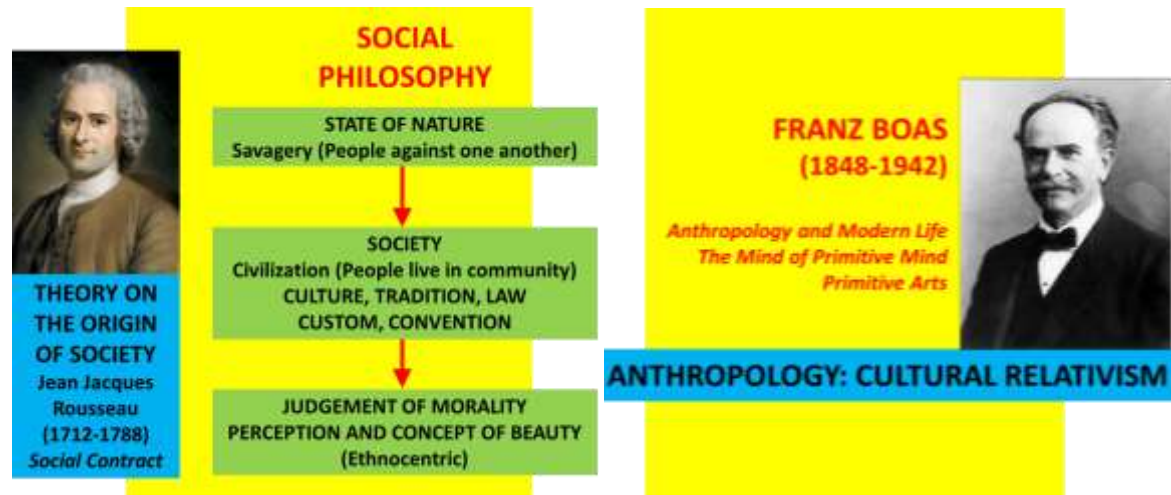 SOCIAL
PHILOSOPHY
STATE OF NATURE
Savagery (People against one another)
SOCIETY
Civilization (People live in community)
CULTURE, TRADITION, LAW
CUSTOM, CONVENTION
JUDGEMENT OF MORALITY
PERCEPTION AND CONCEPT OF BEAUTY
(Ethnocentric)
THEORY ON
THE ORIGIN
OF SOCIETY
Jean Jacques
Rousseau
(1712-1788)
Social Contract
FRANZ BOAS
(1848-1942)
Anthropology and Modern Life
The Mind of Primitive Mind
Primitive Arts
ANTHROPOLOGY: CULTURAL RELATIVISM